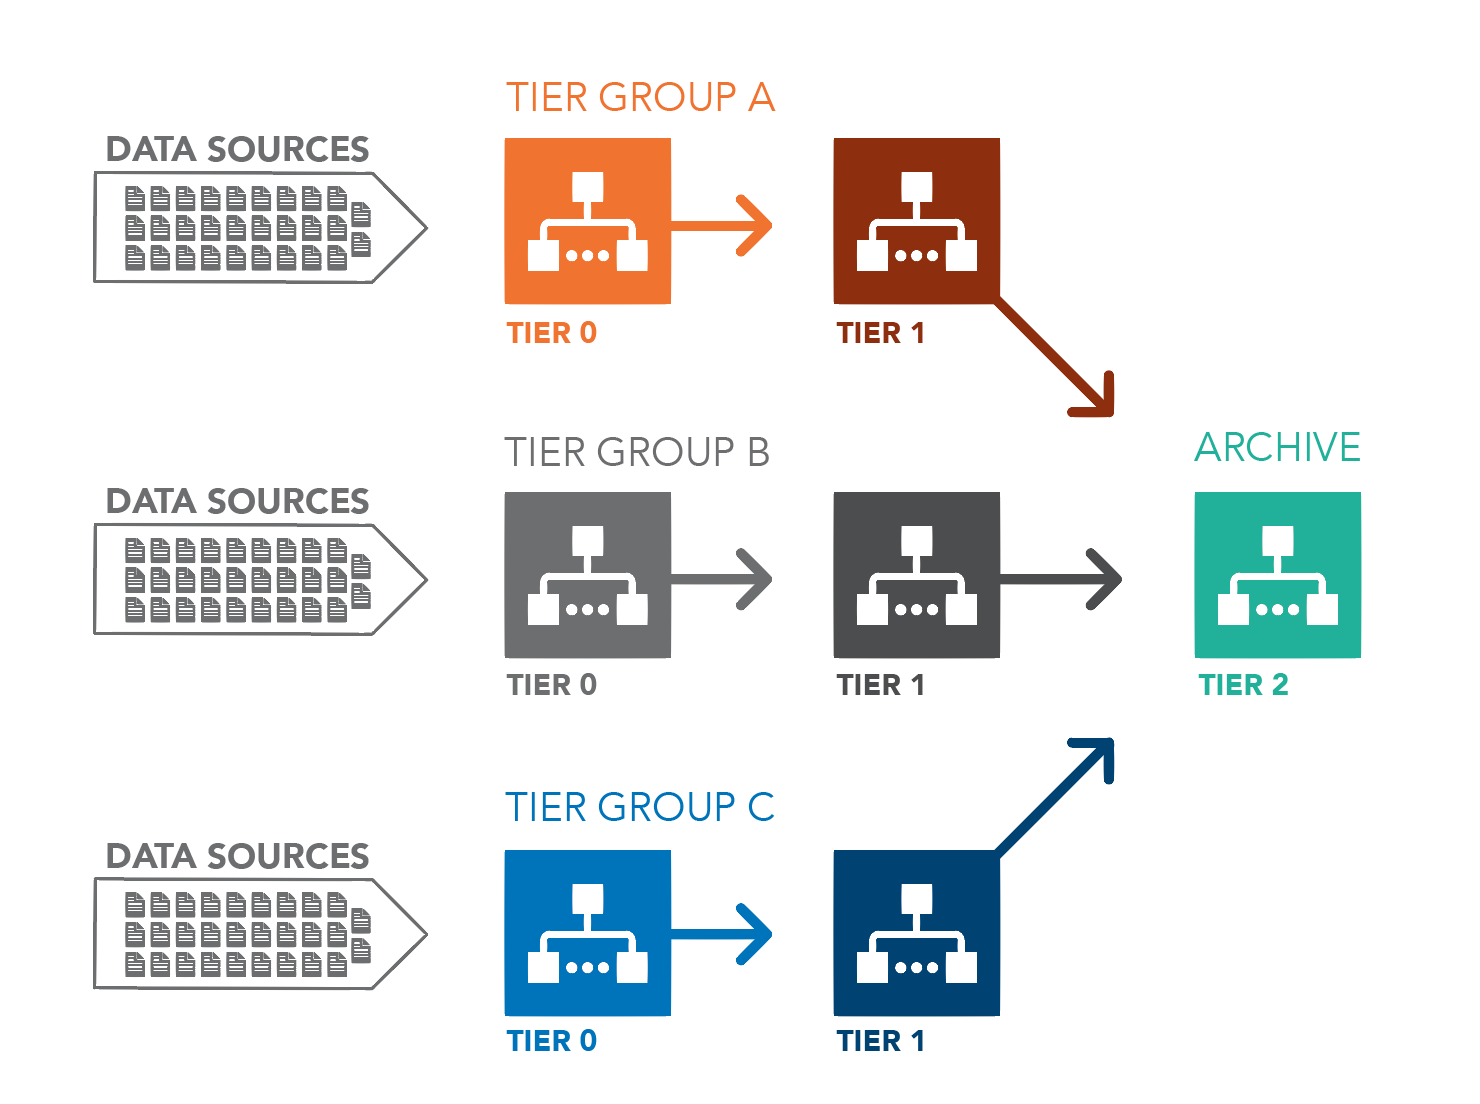 TIER GROUP A
DATA SOURCES
TIER 0
TIER 1
TIER GROUP B
ARCHIVE
DATA SOURCES
TIER 0
TIER 1
TIER 2
TIER GROUP C
DATA SOURCES
TIER 0
TIER 1